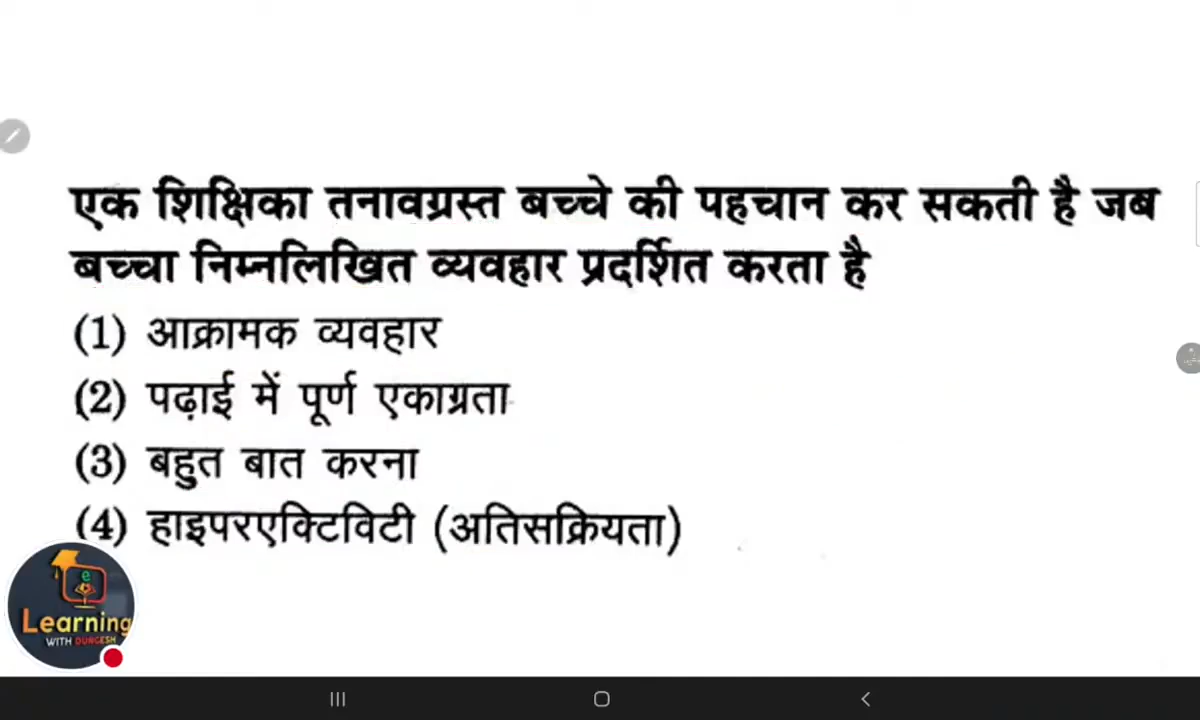 एक शिक्षिका तनावग्रस्त बच्चे की पहचान कर सकती है जब
बच्चा निम्नलिखित व्यवहार प्रदर्शित करता है
(1) आक्रामक व्यवहार
(2) पढ़ाई में पूर्ण एकाग्रता
(3) बहुत बात करना
(4) हाइपरएक्टिविटी (अतिसक्रियता)
e
Learning
WITH DURGESH